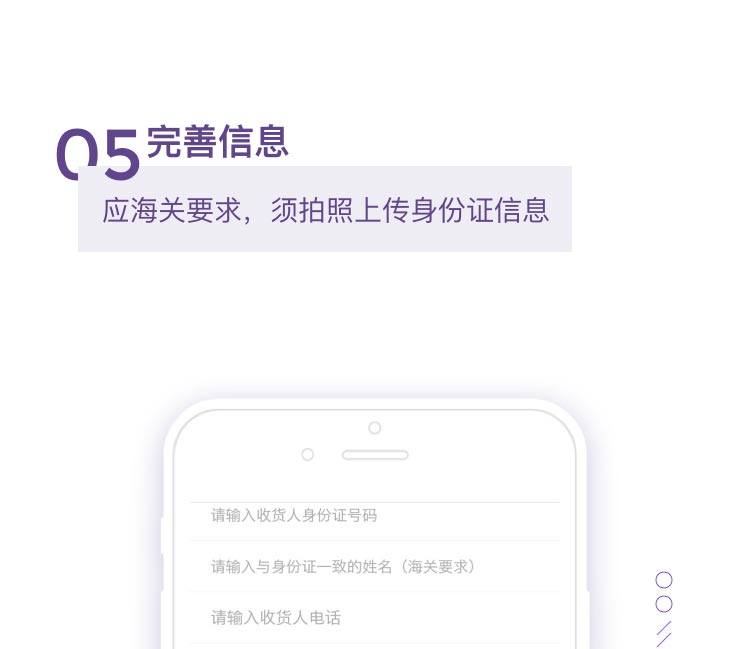 05 完善信息
应海关要求，须拍照上传身份证信息
请输入收货人身份证号码
请输入与身份证一致的姓名（海关要求）
请输入收货人电话